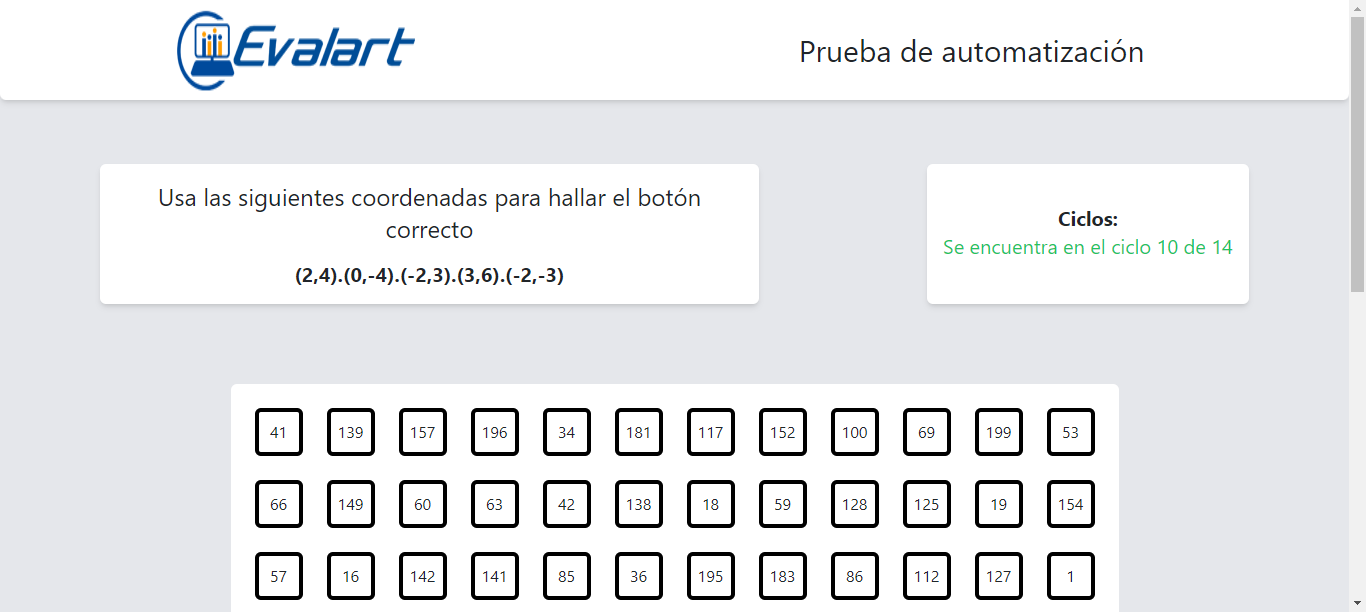 Evalart
Prueba de automatización
Usa las siguientes coordenadas para hallar el botón
correcto
(2,4).(0,-4).(-2,3).(3,6).(-2,-3)
Ciclos:
Se encuentra en el ciclo 10 de 14
41 139 157 196 34 181 117 152 100 69 199 53
66 149 60 63 42 138 18 59 128 125 19 154
57 16 142 141 85 36 195 183 86 112 127 1